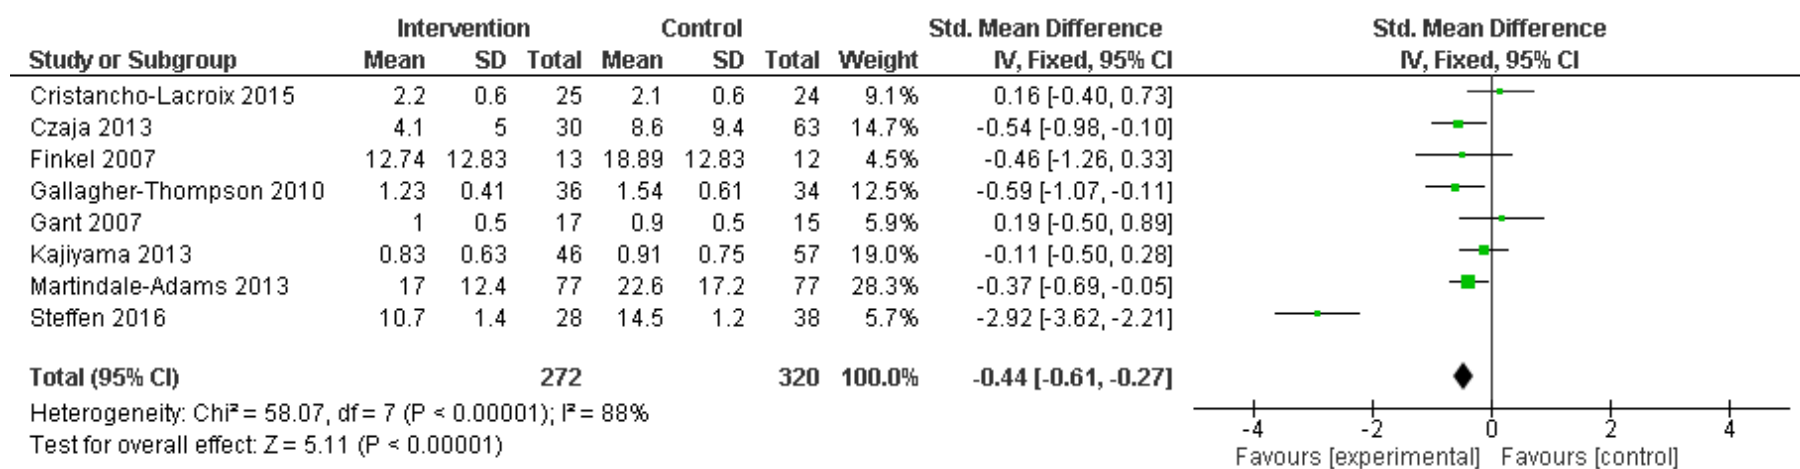 Intervention Control Std. Mean Difference Std. Mean Difference
Study or Subgroup Mean SD Total Mean SD Total Weight IV, Fixed, 95% CI IV, Fixed, 95% CI
Cristancho-Lacroix 2015 2.2 0.6 25 2.1 0.6 24 9.1% 0.16 [-0.40, 0.73]
Czaja 2013 4.1 5 30 8.6 9.4 63 14.7% -0.54 [-0.98, -0.10]
Finkel 2007 12.74 12.83 13 18.89 12.83 12 4.5% -0.46 [-1.26, 0.33]
Gallagher-Thompson 2010 1.23 0.41 36 1.54 0.61 34 12.5% -0.59 [-1.07, -0.11]
Gant 2007 1 0.5 17 0.9 0.5 15 5.9% 0.19 [-0.50, 0.89]
Kajiyama 2013 0.83 0.63 46 0.91 0.75 57 19.0% -0.11 [-0.50, 0.28]
Martindale-Adams 2013 17 12.4 77 22.6 17.2 77 28.3% -0.37 [-0.69, -0.05]
Steffen 2016 10.7 1.4 28 14.5 1.2 38 5.7% -2.92 [-3.62, -2.21]
Total (95% CI) 272 320 100.0% -0.44 [-0.61, -0.27]
Heterogeneity: Chi² = 58.07, df = 7 (P < 0.00001); I² = 88%
Test for overall effect: Z = 5.11 (P < 0.00001)
-4 -2 0 2 4
Favours [experimental] Favours [control]